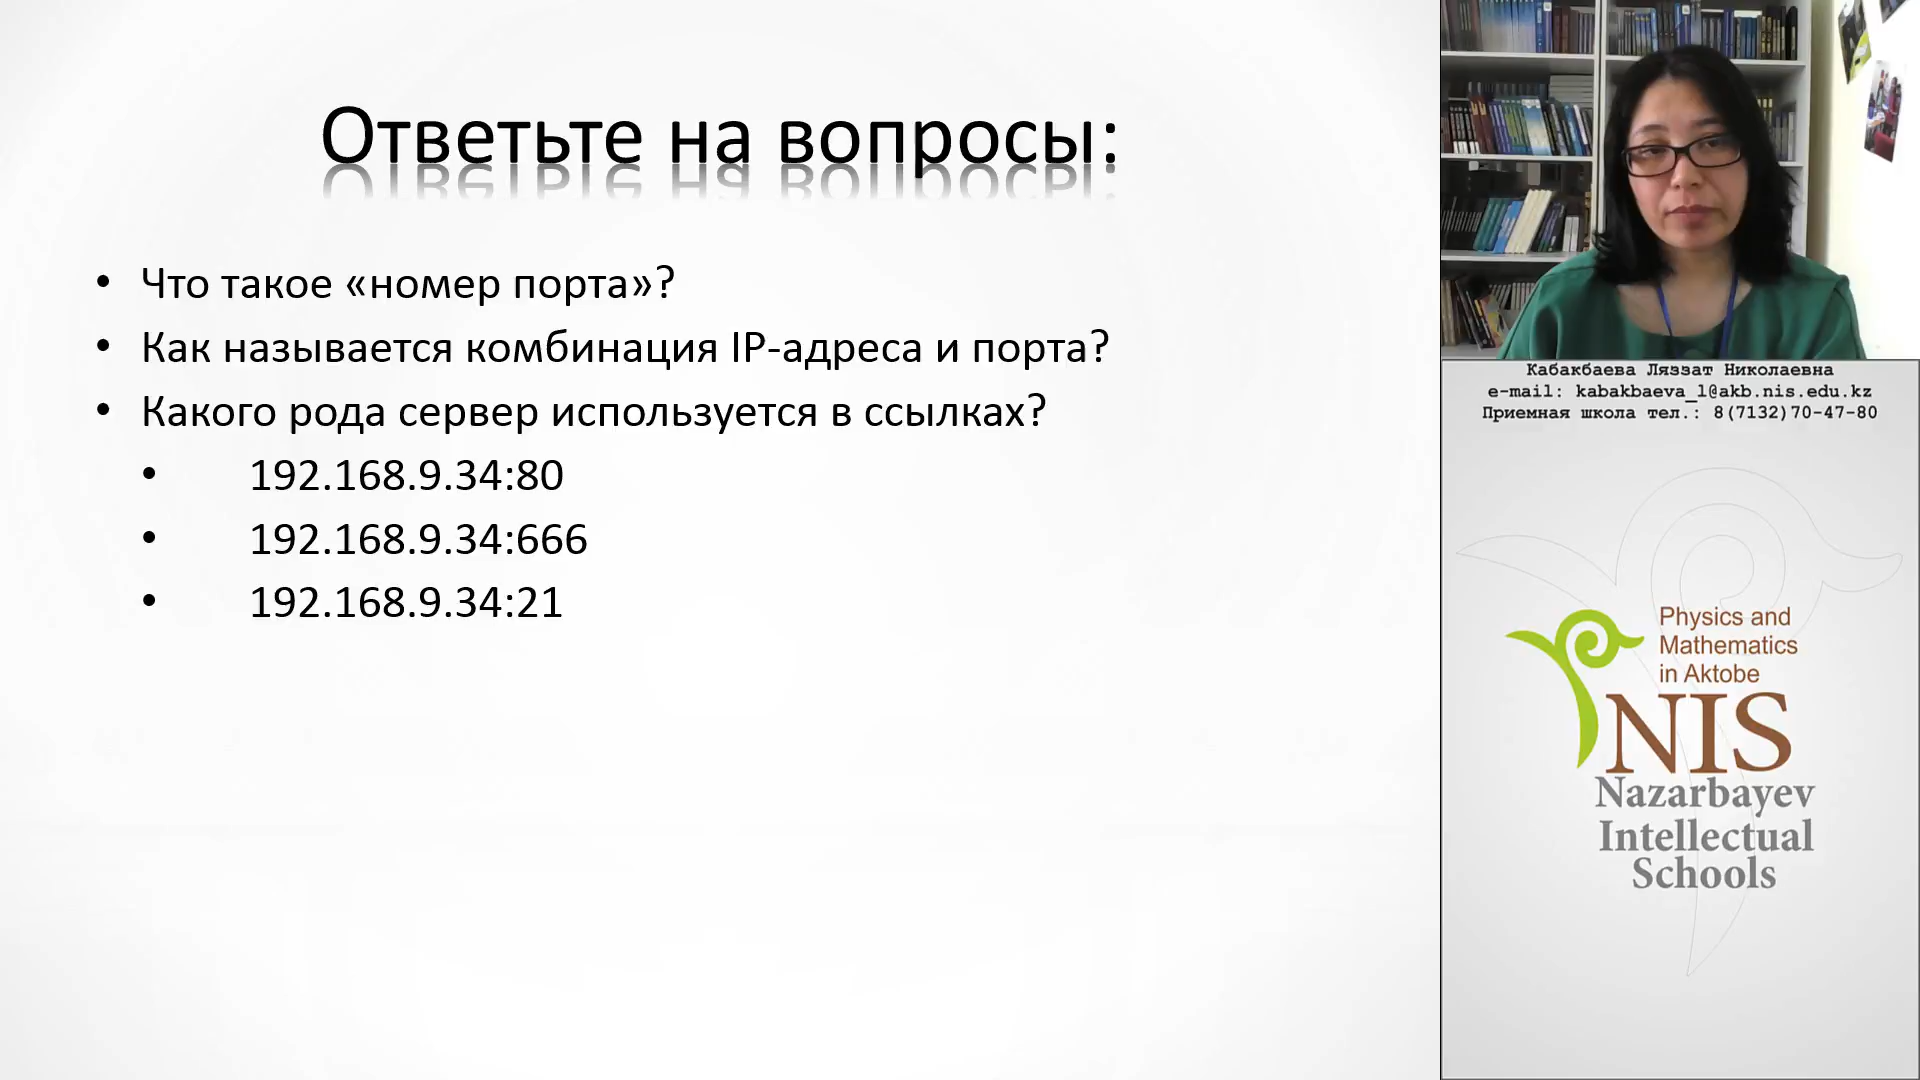 Ответьте на вопросы:
• Что такое «номер порта»?
• Как называется комбинация IP-адреса и порта?
• Какого рода сервер используется в ссылках?
• 192.168.9.34:80
• 192.168.9.34:666
• 192.168.9.34:21
Кабакбаева Ляззат Николаевна
e-mail: kabakbaeva_l@akb.nis.edu.kz
Приемная школа тел.: 8(7132)70-47-80
Physics and
Mathematics
in Aktobe
NIS
Nazarbayev
Intellectual
Schools